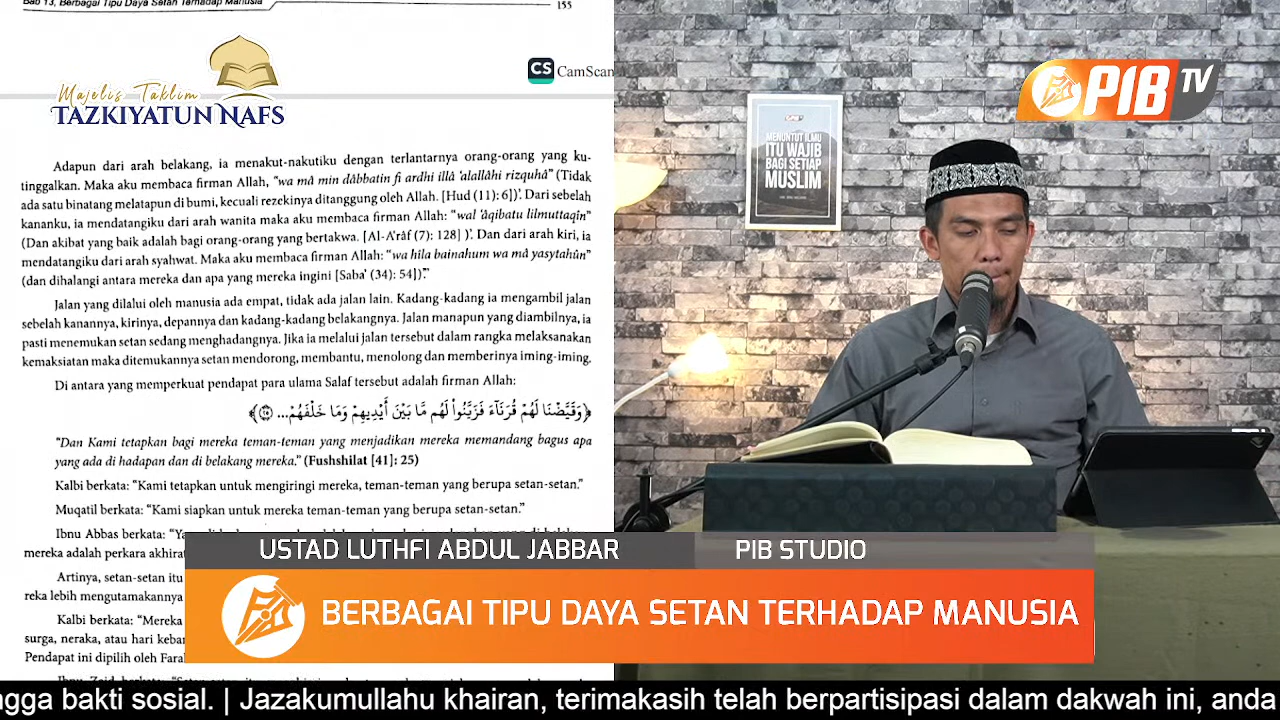 Bab 13, Berbagai Tipu Daya Setan Terhadap Manusia
155
CS CamScan
Majelis Taklim
TAZKIYATUN NAFS
Adapun dari arah belakang, ia menakut-nakutiku dengan terlantarnya orang-orang yang ku-
tinggalkan. Maka aku membaca firman Allah, "wa mâ min dâbbatin fi ardhi illâ 'alallâhi rizquhâ" (Tidak
ada satu binatang melatapun di bumi, kecuali rezekinya ditanggung oleh Allah. [Hud (11): 6])'. Dari sebelah
kananku, ia mendatangiku dari arah wanita maka aku membaca firman Allah: "wal 'âqibatu lilmuttaqîn"
(Dan akibat yang baik adalah bagi orang-orang yang bertakwa. [Al-A'râf (7): 128] )'. Dan dari arah kiri, ia
mendatangiku dari arah syahwat. Maka aku membaca firman Allah: "wa hîla bainahum wa mâ yasytahûn"
(dan dihalangi antara mereka dan apa yang mereka ingini [Saba' (34): 54])'."
Jalan yang dilalui oleh manusia ada empat, tidak ada jalan lain. Kadang-kadang ia mengambil jalan
sebelah kanannya, kirinya, depannya dan kadang-kadang belakangnya. Jalan manapun yang diambilnya, ia
pasti menemukan setan sedang menghadangnya. Jika ia melalui jalan tersebut dalam rangka melaksanakan
kemaksiatan maka ditemukannya setan mendorong, membantu, menolong dan memberinya iming-iming.
Di antara yang memperkuat pendapat para ulama Salaf tersebut adalah firman Allah:
﴿وَقَيَّضْنَا لَهُمْ قُرَنَآءَ فَزَيَّنُوا۟ لَهُم مَّا بَيْنَ أَيْدِيهِمْ وَمَا خَلْفَهُمْ... ٢٥﴾
"Dan Kami tetapkan bagi mereka teman-teman yang menjadikan mereka memandang bagus apa
yang ada di hadapan dan di belakang mereka." (Fushshilat [41]: 25)
Kalbi berkata: "Kami tetapkan untuk mengiringi mereka, teman-teman yang berupa setan-setan."
Muqatil berkata: "Kami siapkan untuk mereka teman-teman yang berupa setan-setan."
Ibnu Abbas berkata:
mereka adalah perkara akhirat
Artinya, setan-setan itu
reka lebih mengutamakannya
Kalbi berkata: "Mereka
surga, neraka, atau hari keban
Pendapat ini dipilih oleh Farah
PIB TV
MENUNTUT ILMU
ITU WAJIB
BAGI SETIAP
MUSLIM
USTAD LUTHFI ABDUL JABBAR
PIB STUDIO
BERBAGAI TIPU DAYA SETAN TERHADAP MANUSIA
ngga bakti sosial. | Jazakumullahu khairan, terimakasih telah berpartisipasi dalam dakwah ini, anda